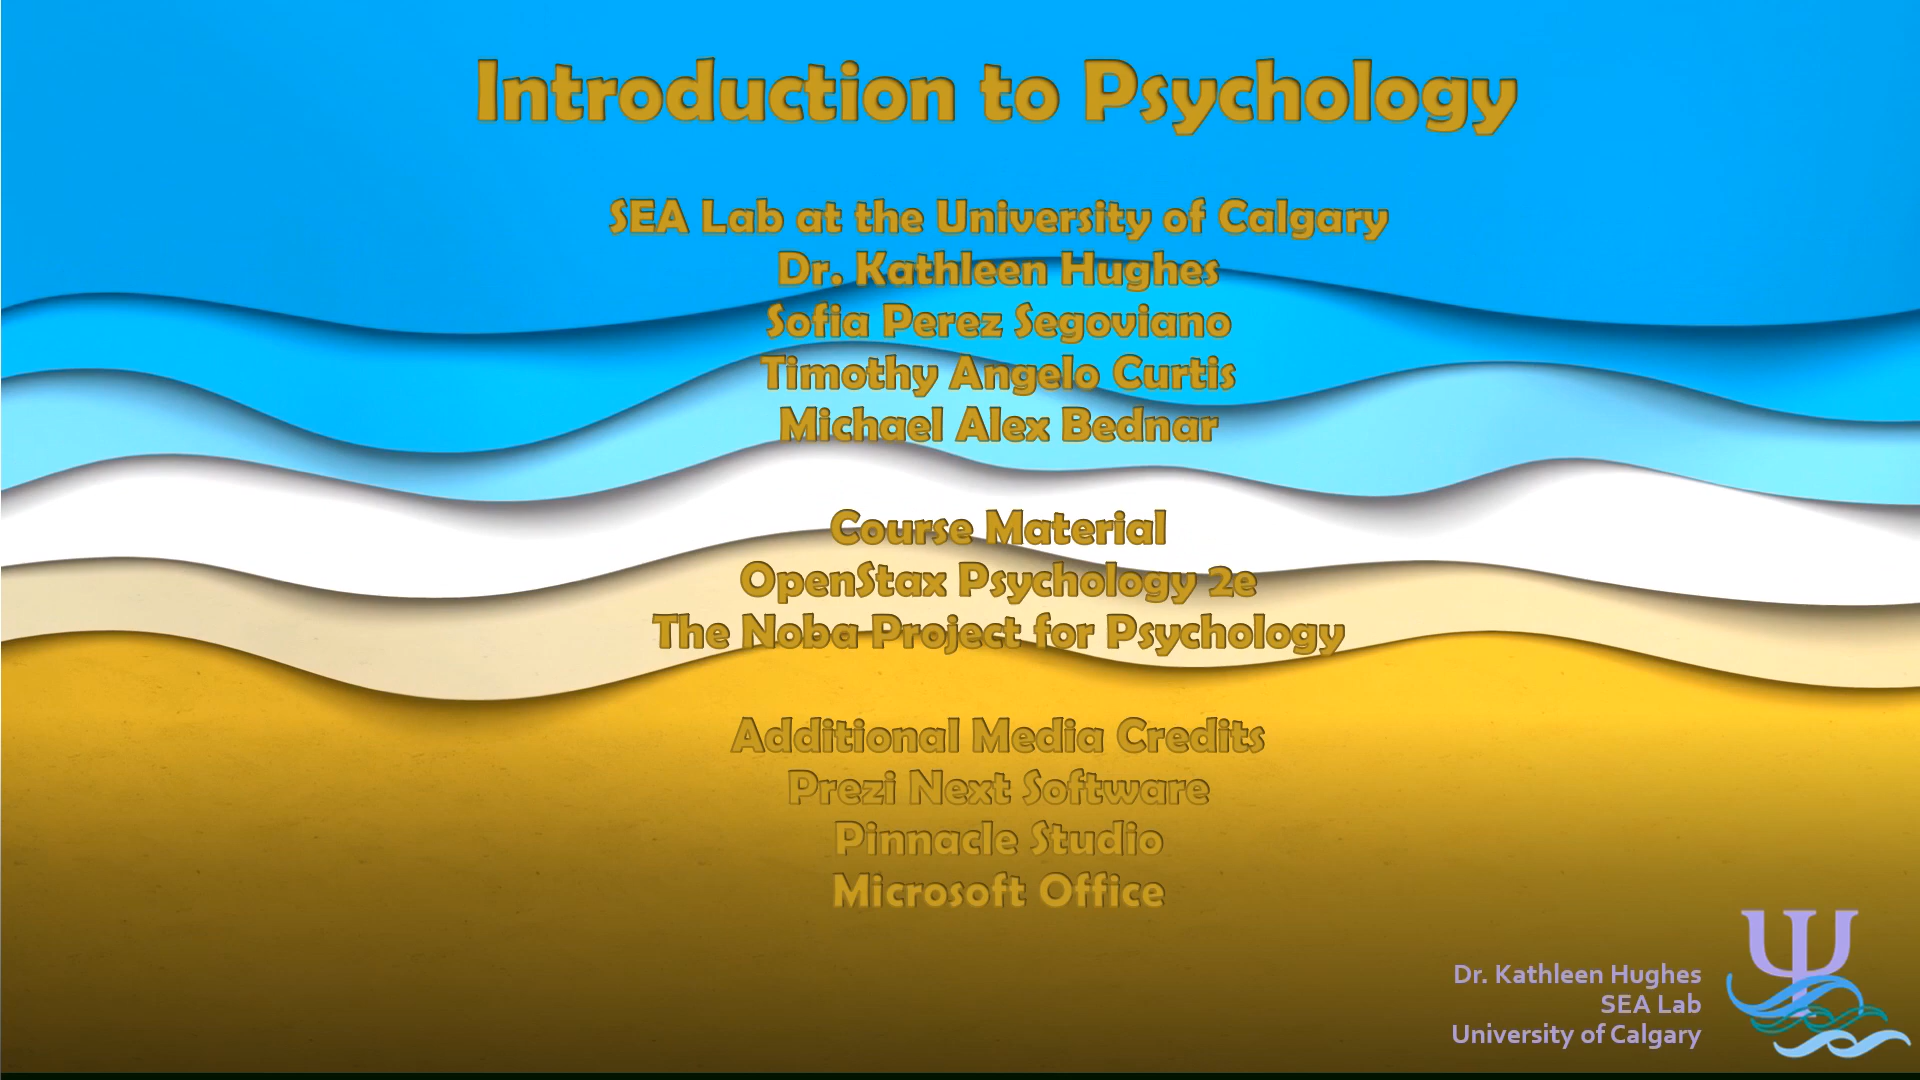 Introduction to Psychology
SEA Lab at the University of Calgary
Dr. Kathleen Hughes
Sofia Perez Segoviano
Timothy Angelo Curtis
Michael Alex Bednar
Course Material
OpenStax Psychology 2e
The Noba Project for Psychology
Additional Media Credits
Prezi Next Software
Pinnacle Studio
Microsoft Office
Dr. Kathleen Hughes
SEA Lab
University of Calgary